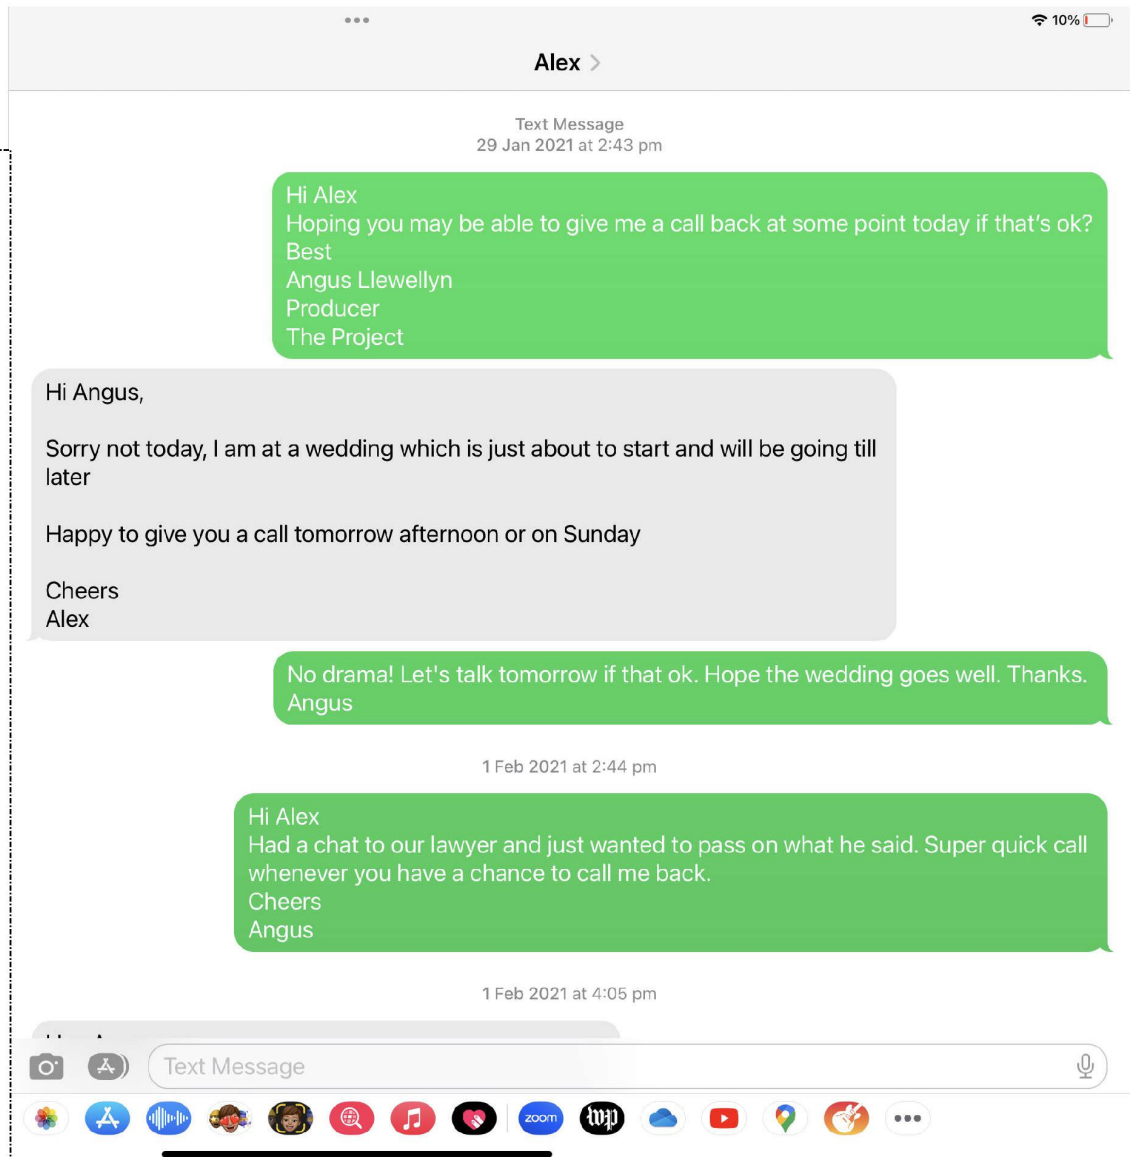 10%
Alex
Text Message
29 Jan 2021 at 2:43 pm
Hi Alex
Hoping you may be able to give me a call back at some point today if that's ok?
Best
Angus Llewellyn
Producer
The Project
Hi Angus,
Sorry not today, I am at a wedding which is just about to start and will be going till
later
Happy to give you a call tomorrow afternoon or on Sunday
Cheers
Alex
No drama! Let's talk tomorrow if that ok. Hope the wedding goes well. Thanks.
Angus
1 Feb 2021 at 2:44 pm
Hi Alex
Had a chat to our lawyer and just wanted to pass on what he said. Super quick call
whenever you have a chance to call me back.
Cheers
Angus
1 Feb 2021 at 4:05 pm
Text Message
zoom
wp